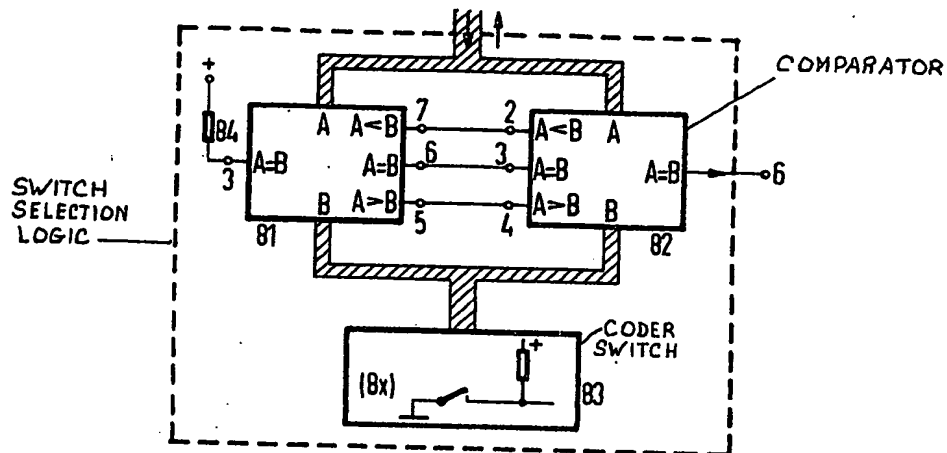 COMPARATOR
+
84
3
A=B
A
A<B
A=B
A>B
B
81
7
6
5
2
3
4
A<B
A=B
A>B
A
A=B
B
82
6
SWITCH
SELECTION
LOGIC
CODER
SWITCH
(8x)
+
83